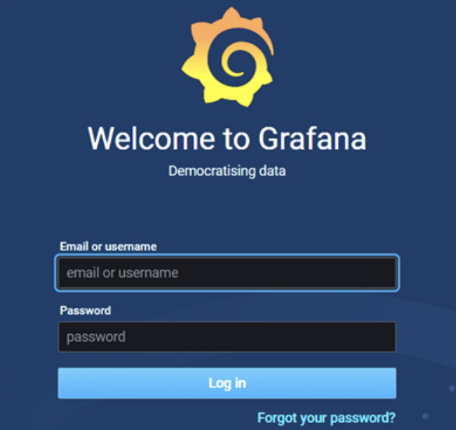 Welcome to Grafana
Democratising data
Email or username
email or username
Password
password
Log in
Forgot your password?